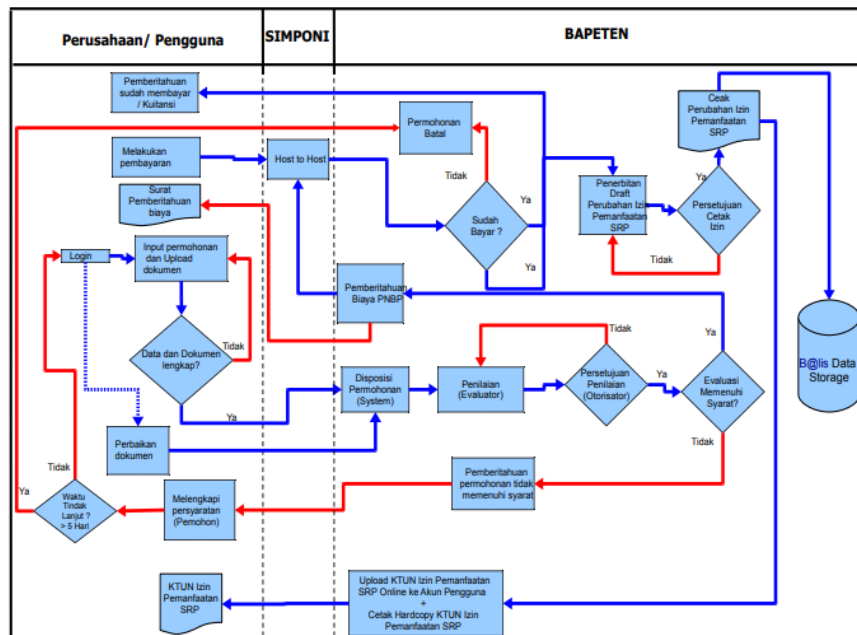 Perusahaan/ Pengguna
SIMPONI
BAPETEN
Pemberitahuan
sudah membayar
/ Kuitansi
Permohonan
Batal
Ceak
Perubahan Izin
Pemanfaatan
SRP
Melakukan
pembayaran
Host to Host
Tidak
Ya
Sudah
Bayar ?
Ya
Penerbitan
Draft
Perubahan Izin
Pemanfaatan
SRP
Ya
Persetujuan
Cetak
Izin
Tidak
Surat
Pemberitahuan
biaya
Login
Input permohonan
dan Upload
dokumen
Pemberitahuan
Biaya PNBP
Tidak
Data dan Dokumen
lengkap?
Ya
Disposisi
Permohonan
(System)
Penilaian
(Evaluator)
Tidak
Persetujuan
Penilaian
(Otorisator)
Ya
Ya
Evaluasi
Memenuhi
Syarat?
Tidak
B@lis Data
Storage
Perbaikan
dokumen
Tidak
Ya
Waktu
Tindak
Lanjut ?
> 5 Hari
Melengkapi
persyaratan
(Pemohon)
Pemberitahuan
permohonan tidak
memenuhi syarat
KTUN Izin
Pemanfaatan
SRP
Upload KTUN Izin Pemanfaatan
SRP Online ke Akun Pengguna
+
Cetak Hardcopy KTUN Izin
Pemanfaatan SRP